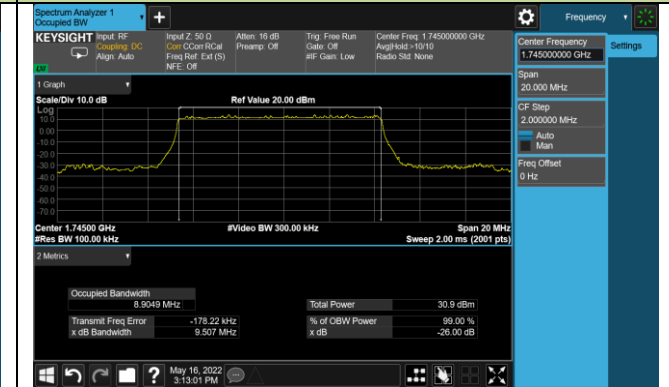 Spectrum Analyzer 1
Occupied BW
Frequency
KEYSIGHT
Input: RF
Coupling: DC
Align: Auto
Input Z: 50 Ω
Corr CCorr RCal
Freq Ref: Ext (S)
NFE: Off
Atten: 16 dB
Preamp: Off
Trig: Free Run
Gate: Off
#IF Gain: Low
Center Freq: 1.745000000 GHz
Avg|Hold:>10/10
Radio Std: None
Center Frequency
1.745000000 GHz
Settings
Span
20.000 MHz
CF Step
2.000000 MHz
Auto
Man
Freq Offset
0 Hz
1 Graph
Scale/Div 10.0 dB
Ref Value 20.00 dBm
Log
10.0
0.00
-10.0
-20.0
-30.0
-40.0
-50.0
-60.0
-70.0
Center 1.74500 GHz
#Video BW 300.00 kHz
Span 20 MHz
#Res BW 100.00 kHz
Sweep 2.00 ms (2001 pts)
2 Metrics
Occupied Bandwidth
8.9049 MHz
Total Power
30.9 dBm
Transmit Freq Error
-178.22 kHz
% of OBW Power
99.00 %
x dB Bandwidth
9.507 MHz
x dB
-26.00 dB
May 16, 2022
3:13:01 PM